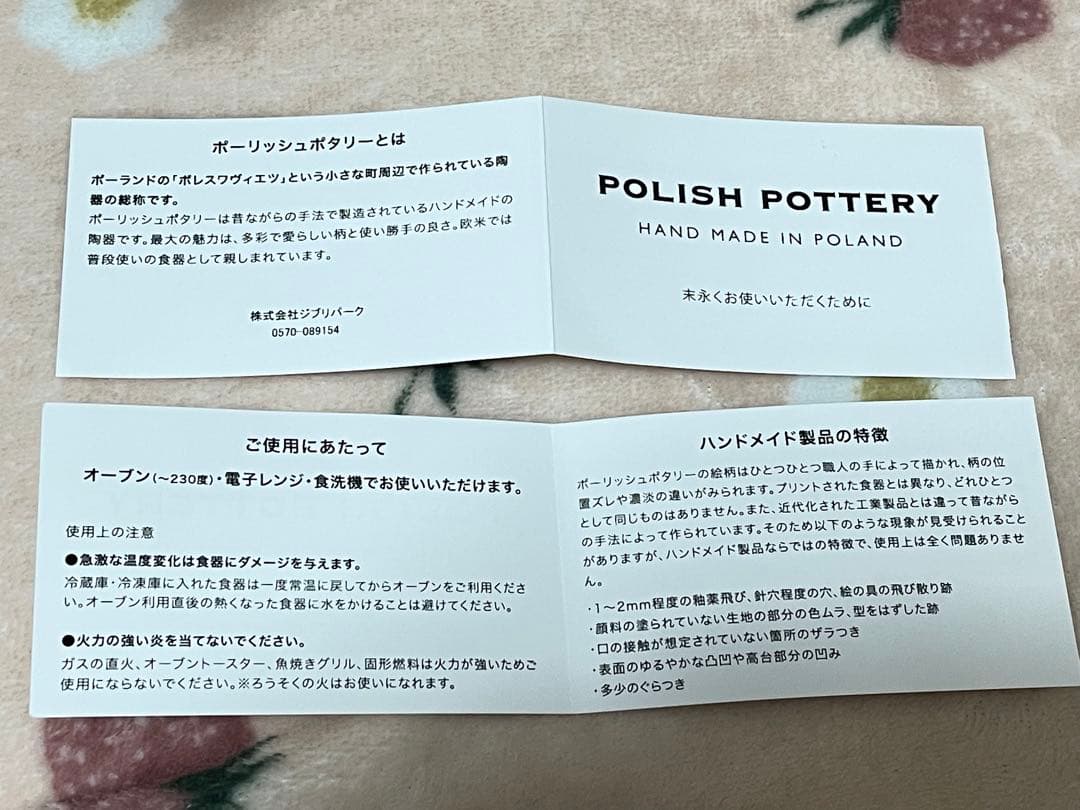 ポーリッシュポタリーとは
ポーランドの「ボレスワヴィエツ」という小さな町周辺で作られている陶
器の総称です。
ポーリッシュポタリーは昔ながらの手法で製造されているハンドメイドの
陶器です。最大の魅力は、多彩で愛らしい柄と使い勝手の良さ。欧米では
普段使いの食器として親しまれています。
株式会社ジブリパーク
0570-089154
POLISH POTTERY
HAND MADE IN POLAND
末永くお使いいただくために
ご使用にあたって
オーブン(〜230度)・電子レンジ・食洗機でお使いいただけます。
使用上の注意
●急激な温度変化は食器にダメージを与えます。
冷蔵庫・冷凍庫に入れた食器は一度常温に戻してからオーブンをご利用くださ
い。オーブン利用直後の熱くなった食器に水をかけることは避けてください。
●火力の強い炎を当てないでください。
ガスの直火、オーブントースター、魚焼きグリル、固形燃料は火力が強いためご
使用にならないでください。※ろうそくの火はお使いになれます。
ハンドメイド製品の特徴
ポーリッシュポタリーの絵柄はひとつひとつ職人の手によって描かれ、柄の位
置ズレや濃淡の違いがみられます。プリントされた食器とは異なり、どれひとつ
として同じものはありません。また、近代化された工業製品とは違って昔ながら
の手法によって作られています。そのため以下のような現象が見受けられること
がありますが、ハンドメイド製品ならではの特徴で、使用上は全く問題ありませ
ん。
・1〜2mm程度の釉薬飛び、針穴程度の穴、絵の具の飛び散り跡
・顔料の塗られていない生地の部分の色ムラ、型をはずした跡
・口の接触が想定されていない箇所のザラつき
・表面のゆるやかな凸凹や高台部分の凹み
・多少のぐらつき